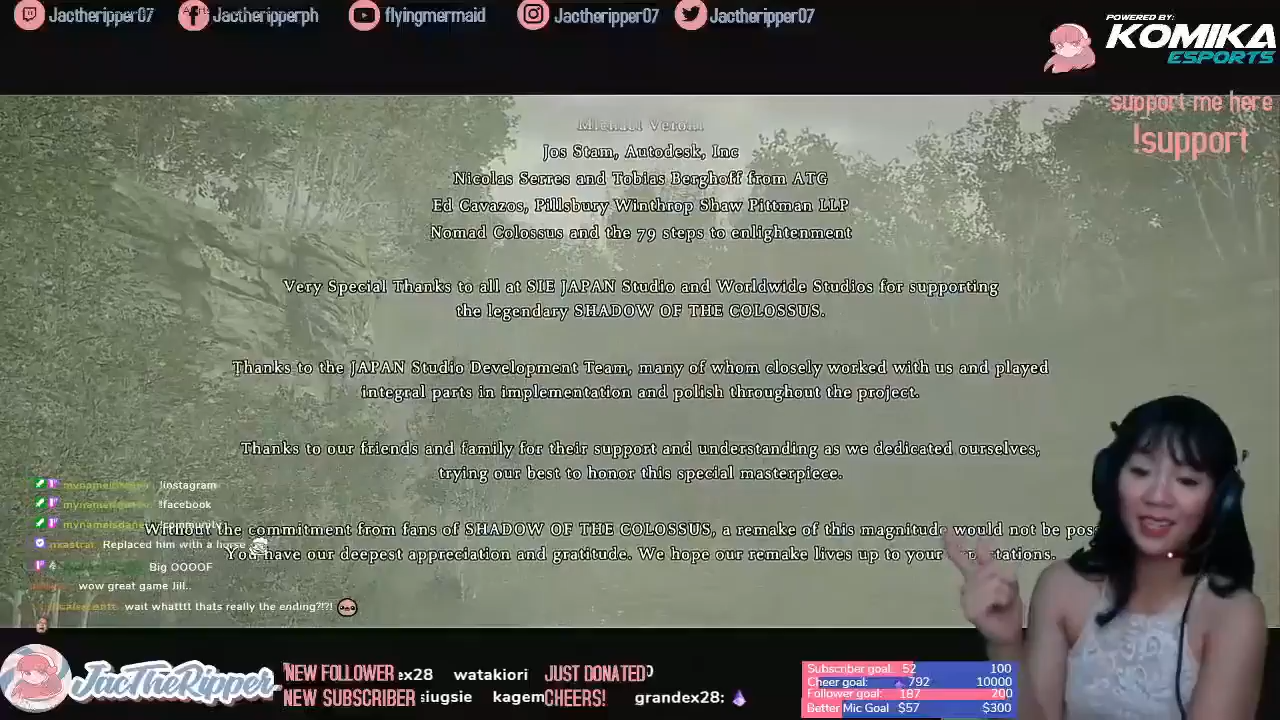 Jactheripper07
Jactheripperph
flyingmermaid
Jactheripper07
Jactheripper07
POWERED BY:
KOMIKA
ESPORTS
support me here
!support
Jos Stam, Autodesk, Inc
Nicolas Serres and Tobias Berghoff from ATG
Ed Cavazos, Pillsbury Winthrop Shaw Pittman LLP
Nomad Colossus and the 79 steps to enlightenment
Very Special Thanks to all at SIE JAPAN Studio and Worldwide Studios for supporting
the legendary SHADOW OF THE COLOSSUS.
Thanks to the JAPAN Studio Development Team, many of whom closely worked with us and played
integral parts in implementation and polish throughout the project.
Thanks to our friends and family for their support and understanding as we dedicated ourselves,
trying our best to honor this special masterpiece.
Without the commitment from fans of SHADOW OF THE COLOSSUS, a remake of this magnitude would not be pos
You have our deepest appreciation and gratitude. We hope our remake lives up to your
!instagram
!facebook
!community
Replaced him with a horse
Big OOOOF
wow great game Jill..
wait whatttt thats really the ending?!?!
JacTheRipper
NEW FOLLOWER ex28 watakiori
NEW SUBSCRIBER siugsie kagem
JUST DONATED
CHEERS! grandex28:
Subscriber goal: 52 100
Cheer goal: 792 10000
Follower goal: 187 200
Better Mic Goal $57 $300